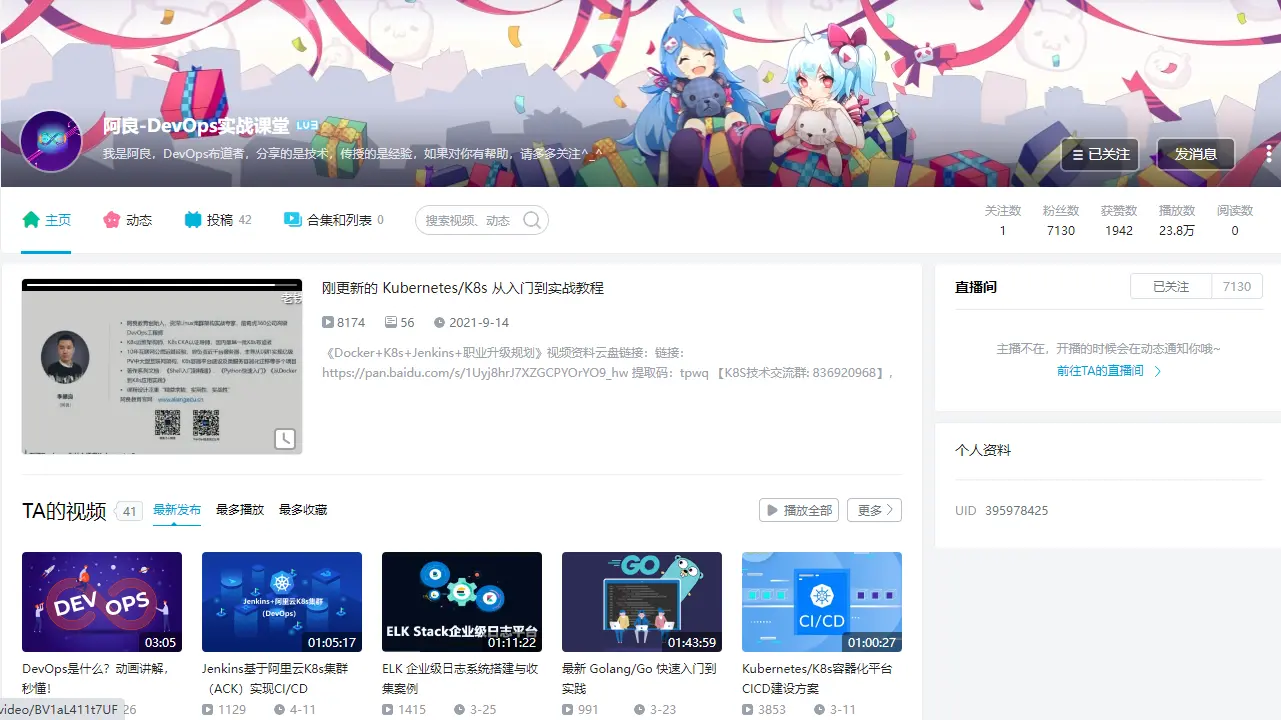 阿良-DevOps实战课堂 LV3
我是阿良，DevOps布道者，分享的是技术，传授的是经验，如果对你有帮助，请多多关注^_^
已关注 发消息
主页 动态 投稿 42 合集和列表 0 搜索视频、动态
关注数 粉丝数 获赞数 播放数 阅读数
1 7130 1942 23.8万 0
刚更新的 Kubernetes/K8s 从入门到实战教程
8174 56 2021-9-14
《Docker+K8s+Jenkins+职业升级规划》视频资料云盘链接：链接：
https://pan.baidu.com/s/1Uyj8hrJ7XZGCPYOrYO9_hw 提取码：tpwq 【K8S技术交流群: 836920968】,
直播间 已关注 7130
主播不在，开播的时候会在动态通知你哦~
前往TA的直播间
个人资料
UID 395978425
TA的视频 41 最新发布 最多播放 最多收藏 播放全部 更多
DEV OPS
03:05
Jenkins+阿里云K8s集群
（DevOps）
01:05:17
ELK Stack企业级日志平台
01:11:22
GO
01:43:59
CI/CD
01:00:27
DevOps是什么？动画讲解，
秒懂！
Jenkins基于阿里云K8s集群
（ACK）实现CI/CD
1129 4-11
ELK 企业级日志系统搭建与收
集案例
1415 3-25
最新 Golang/Go 快速入门到
实践
991 3-23
Kubernetes/K8s容器化平台
CICD建设方案
3853 3-11
video/BV1aL411t7UF 26